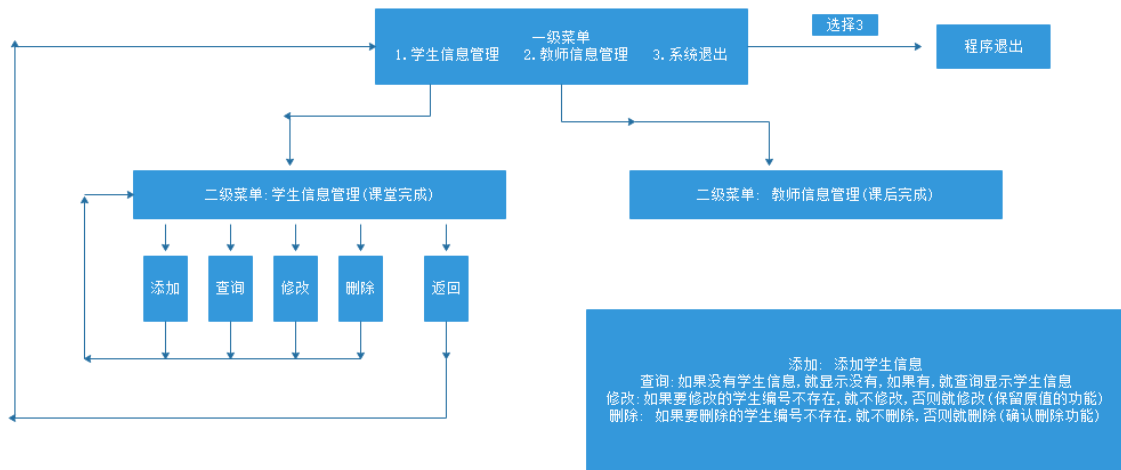 一级菜单
1.学生信息管理 2.教师信息管理 3.系统退出
选择3
程序退出
二级菜单:学生信息管理(课堂完成)
二级菜单: 教师信息管理(课后完成)
添加
查询
修改
删除
返回
添加: 添加学生信息
查询:如果没有学生信息,就显示没有,如果有,就查询显示学生信息
修改:如果要修改的学生编号不存在,就不修改,否则就修改(保留原值的功能)
删除: 如果要删除的学生编号不存在,就不删除,否则就删除(确认删除功能)